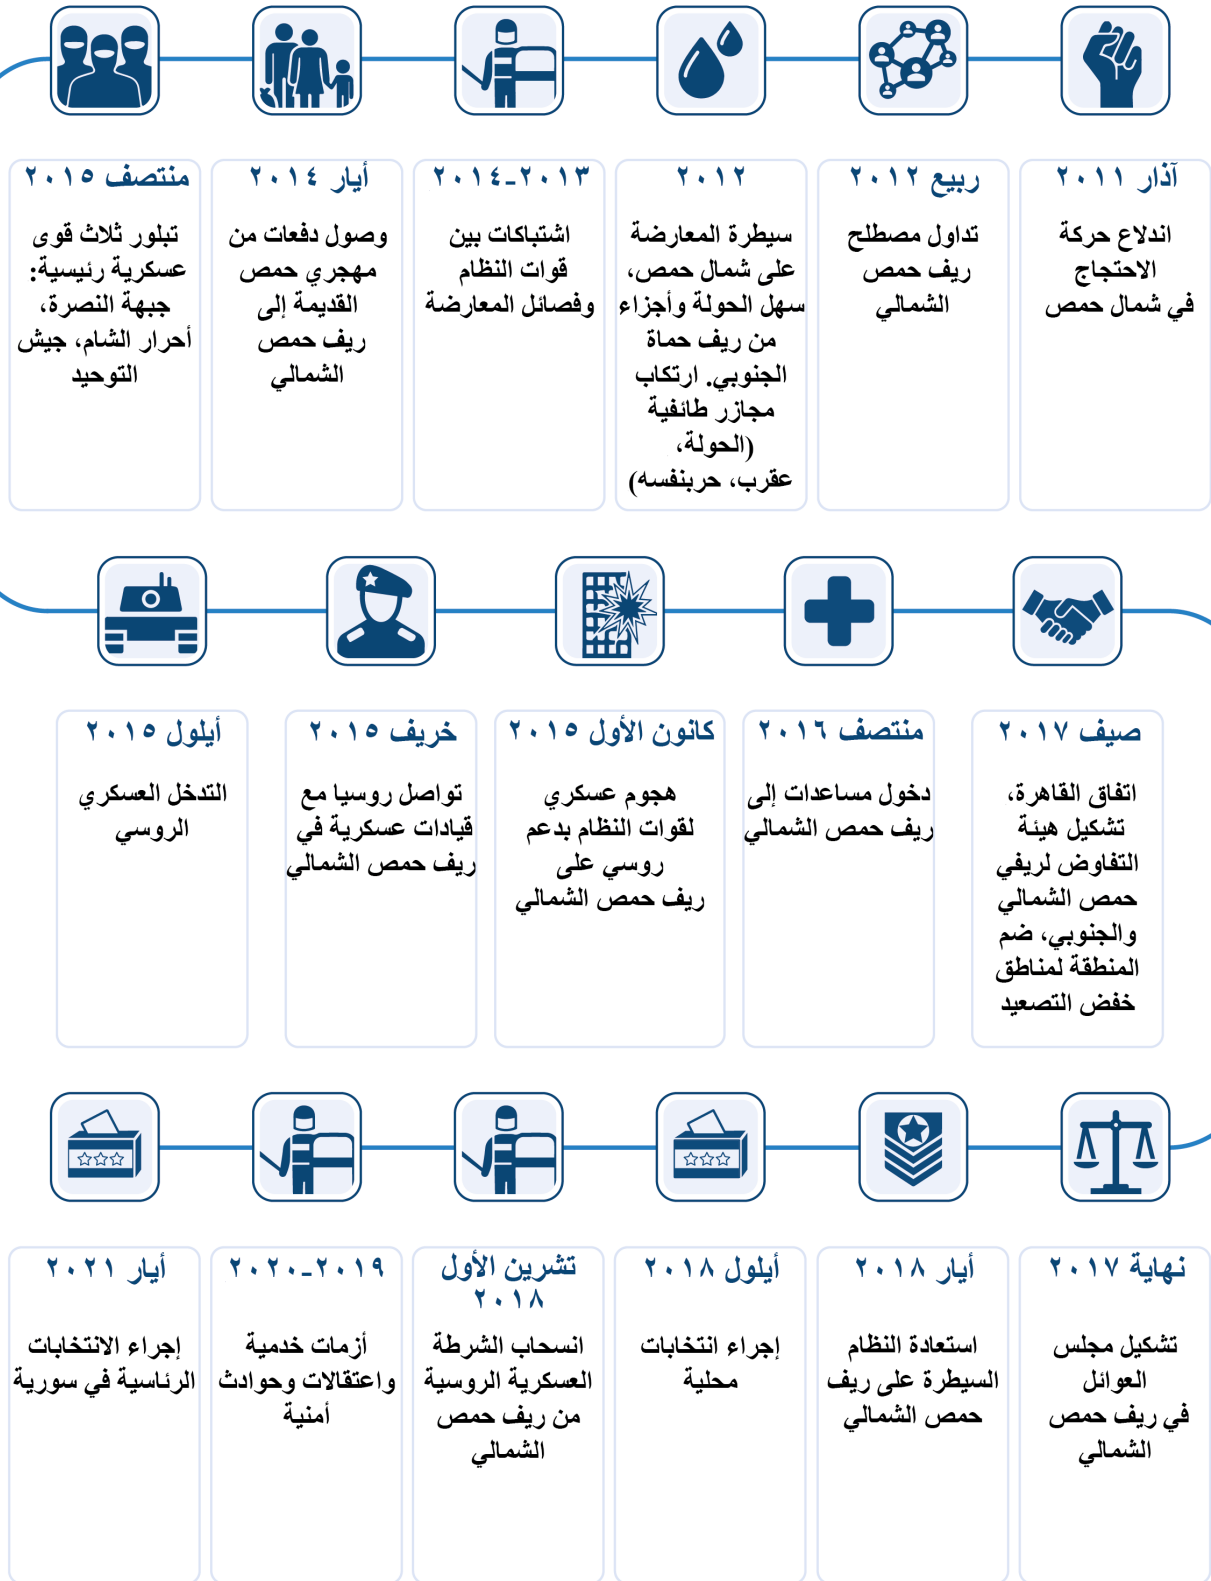 آذار ٢٠١١
اندلاع حركة
الاحتجاج
في شمال حمص
ربيع ٢٠١٢
تداول مصطلح
ريف حمص
الشمالي
٢٠١٢
سيطرة المعارضة
على شمال حمص،
سهل الحولة وأجزاء
من ريف حماة
الجنوبي. ارتكاب
مجازر طائفية
(الحولة،
عقرب، حربنفسه)
٢٠١٣-٢٠١٤
اشتباكات بين
قوات النظام
وفصائل المعارضة
أيار ٢٠١٤
وصول دفعات من
مهجري حمص
القديمة إلى
ريف حمص
الشمالي
منتصف ٢٠١٥
تبلور ثلاث قوى
عسكرية رئيسية:
جبهة النصرة،
أحرار الشام، جيش
التوحيد
أيلول ٢٠١٥
التدخل العسكري
الروسي
خريف ٢٠١٥
تواصل روسيا مع
قيادات عسكرية في
ريف حمص الشمالي
كانون الأول ٢٠١٥
هجوم عسكري
لقوات النظام بدعم
روسي على
ريف حمص الشمالي
منتصف ٢٠١٦
دخول مساعدات إلى
ريف حمص الشمالي
صيف ٢٠١٧
اتفاق القاهرة،
تشكيل هيئة
التفاوض لريفي
حمص الشمالي
والجنوبي، ضم
المنطقة لمناطق
خفض التصعيد
نهاية ٢٠١٧
تشكيل مجلس
العوائل
في ريف حمص
الشمالي
أيار ٢٠١٨
استعادة النظام
السيطرة على ريف
حمص الشمالي
أيلول ٢٠١٨
إجراء انتخابات
محلية
تشرين الأول
٢٠١٨
انسحاب الشرطة
العسكرية الروسية
من ريف حمص
الشمالي
٢٠١٩-٢٠٢٠
أزمات خدمية
واعتقالات وحوادث
أمنية
أيار ٢٠٢١
إجراء الانتخابات
الرئاسية في سورية